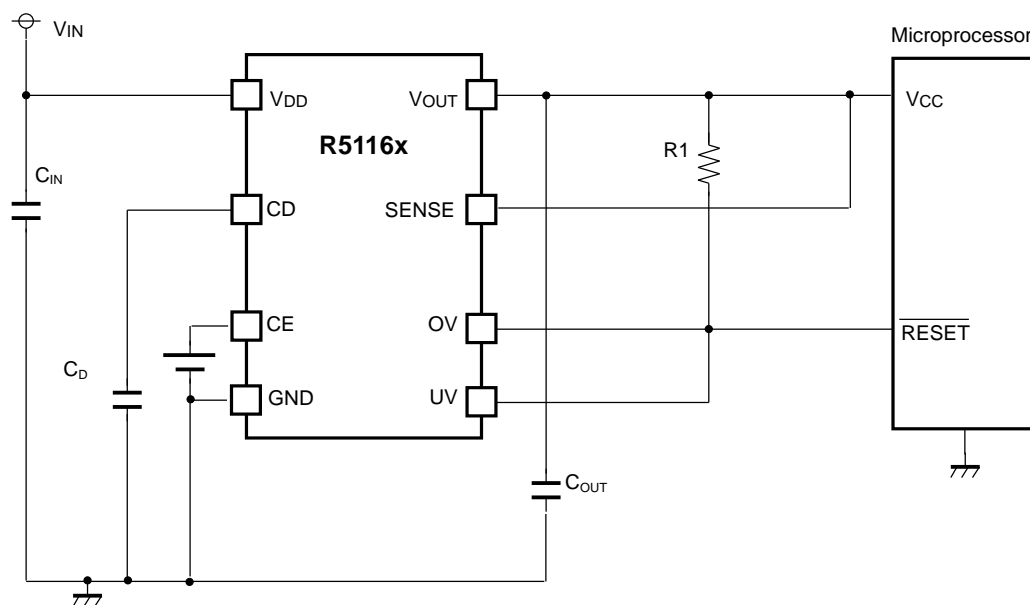 VIN
Microprocessor
VDD
VOUT
VCC
R5116x
R1
CIN
CD
SENSE
CE
OV
RESET
CD
GND
UV
COUT